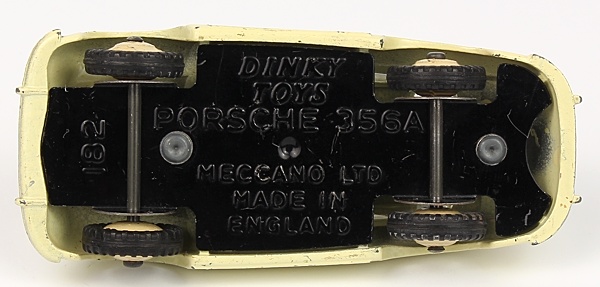 DINKY
TOYS
PORSCHE 356A
182
MECCANO LTD
MADE IN
ENGLAND